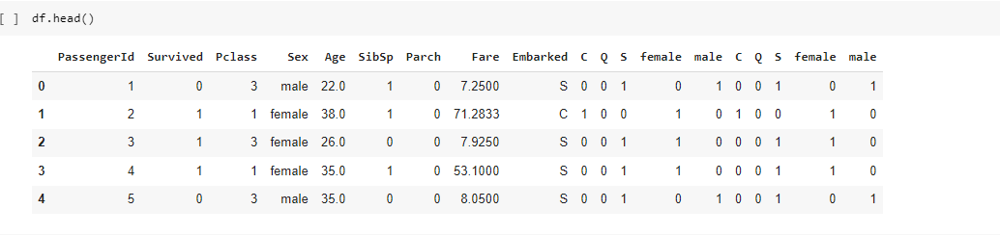 [ ] df.head()
PassengerId Survived Pclass Sex Age SibSp Parch Fare Embarked C Q S female male C Q S female male
0 1 0 3 male 22.0 1 0 7.2500 S 0 0 1 0 1 0 0 1 0 1
1 2 1 1 female 38.0 1 0 71.2833 C 1 0 0 1 0 1 0 0 1 0
2 3 1 3 female 26.0 0 0 7.9250 S 0 0 1 1 0 0 0 1 1 0
3 4 1 1 female 35.0 1 0 53.1000 S 0 0 1 1 0 0 0 1 1 0
4 5 0 3 male 35.0 0 0 8.0500 S 0 0 1 0 1 0 0 1 0 1